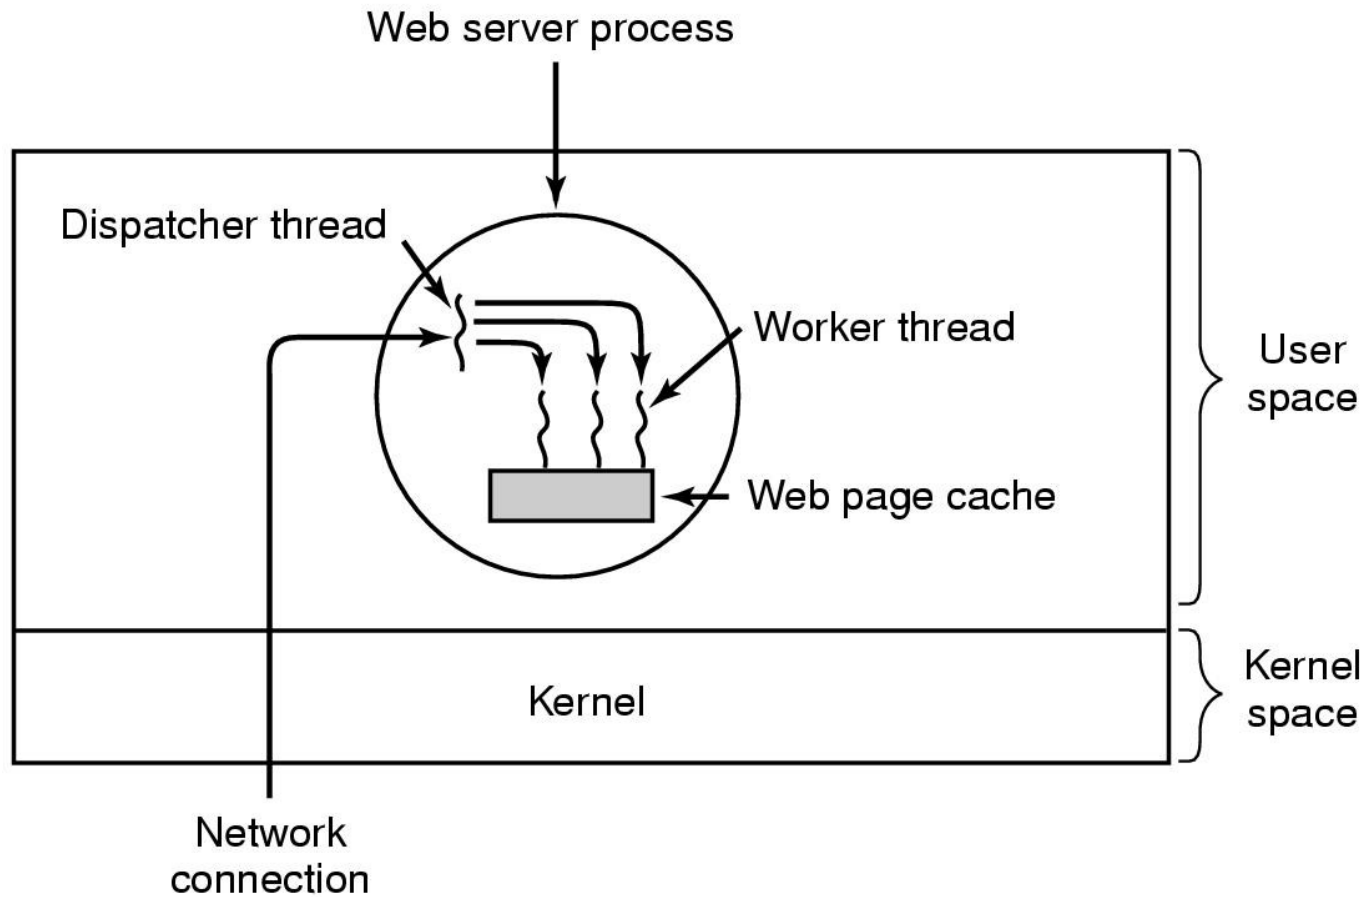 Web server process
Dispatcher thread
Worker thread
User
space
Web page cache
Kernel
Kernel
space
Network
connection